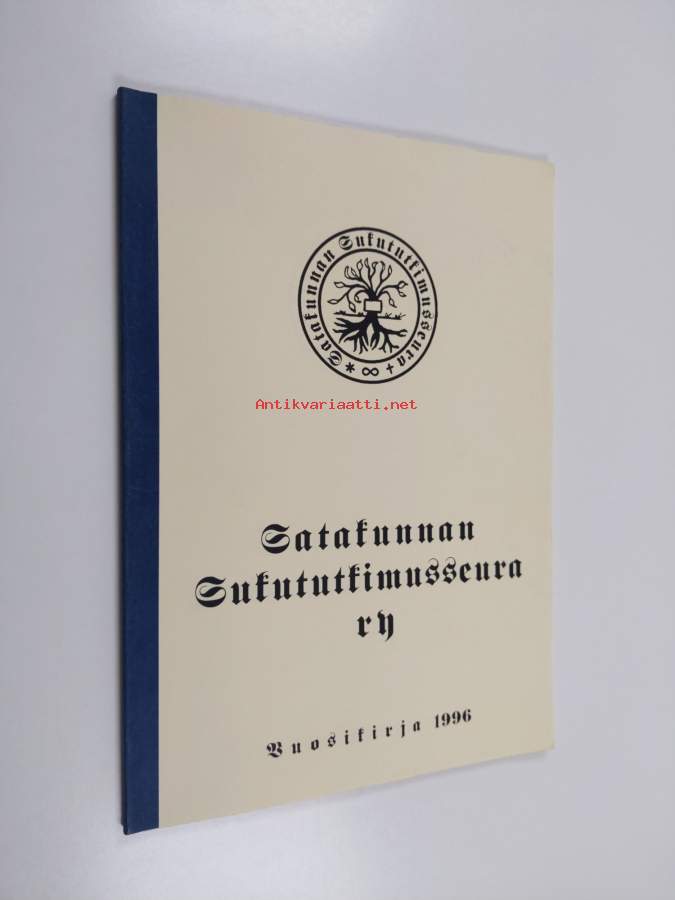 Satakunnan Sukututkimusseura
* ∞ +
Antikvariaatti.net
Satakunnan
Sukututkimusseura
ry
Vuosikirja 1996